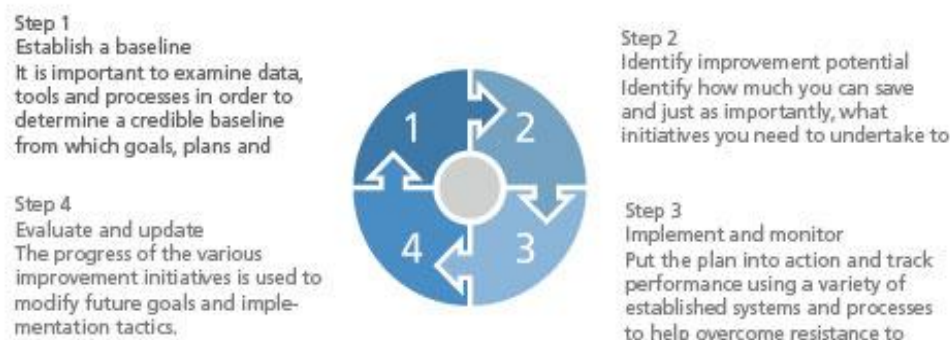 Step 1
Establish a baseline
It is important to examine data,
tools and processes in order to
determine a credible baseline
from which goals, plans and
Step 2
Identify improvement potential
Identify how much you can save
and just as importantly, what
initiatives you need to undertake to
1
2
4
3
Step 4
Evaluate and update
The progress of the various
improvement initiatives is used to
modify future goals and imple-
mentation tactics.
Step 3
Implement and monitor
Put the plan into action and track
performance using a variety of
established systems and processes
to help overcome resistance to